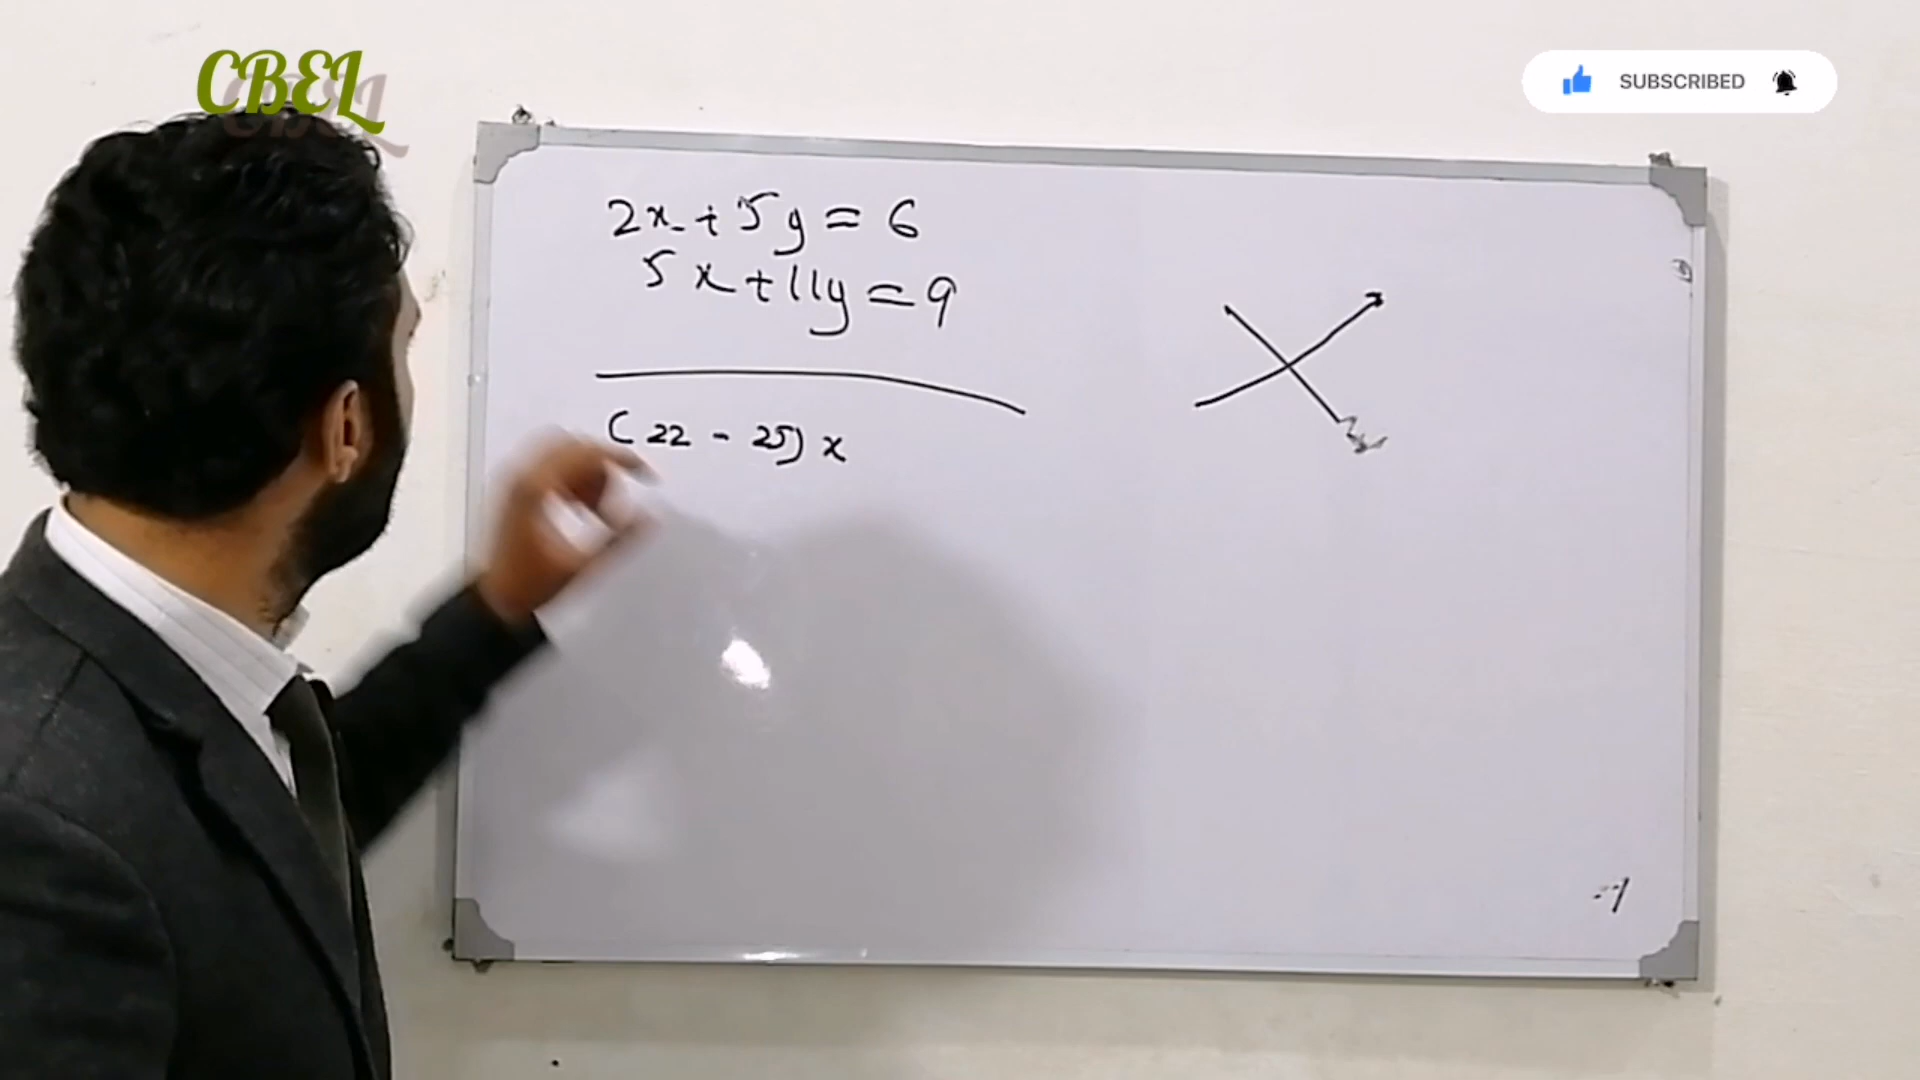 CBEL
SUBSCRIBED
2x + 5y = 6
5x + 11y = 9
(22 - 25) x